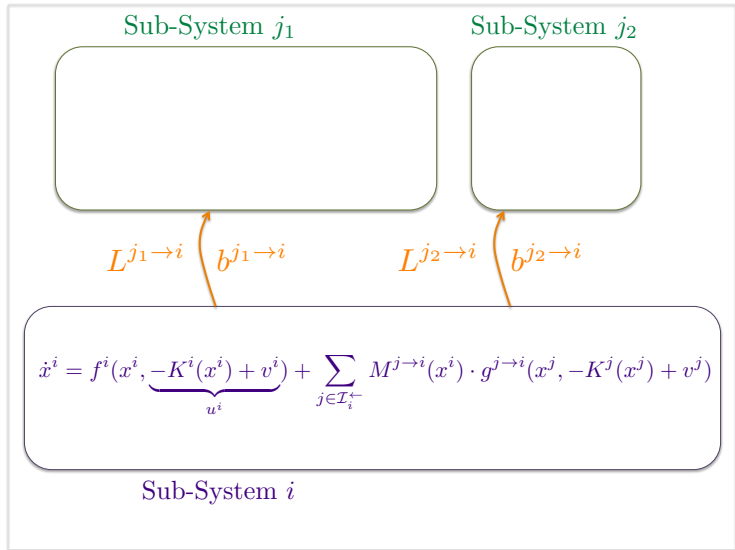 Sub-System $j_1$ Sub-System $j_2$
$L^{j_1 \to i}$ $b^{j_1 \to i}$ $L^{j_2 \to i}$ $b^{j_2 \to i}$
$\dot{x}^i = f^i(x^i, \underbrace{-K^i(x^i) + v^i}_{u^i}) + \sum_{j \in \mathcal{I}_i^{\leftarrow}} M^{j \to i}(x^i) \cdot g^{j \to i}(x^j, -K^j(x^j) + v^j)$
Sub-System $i$